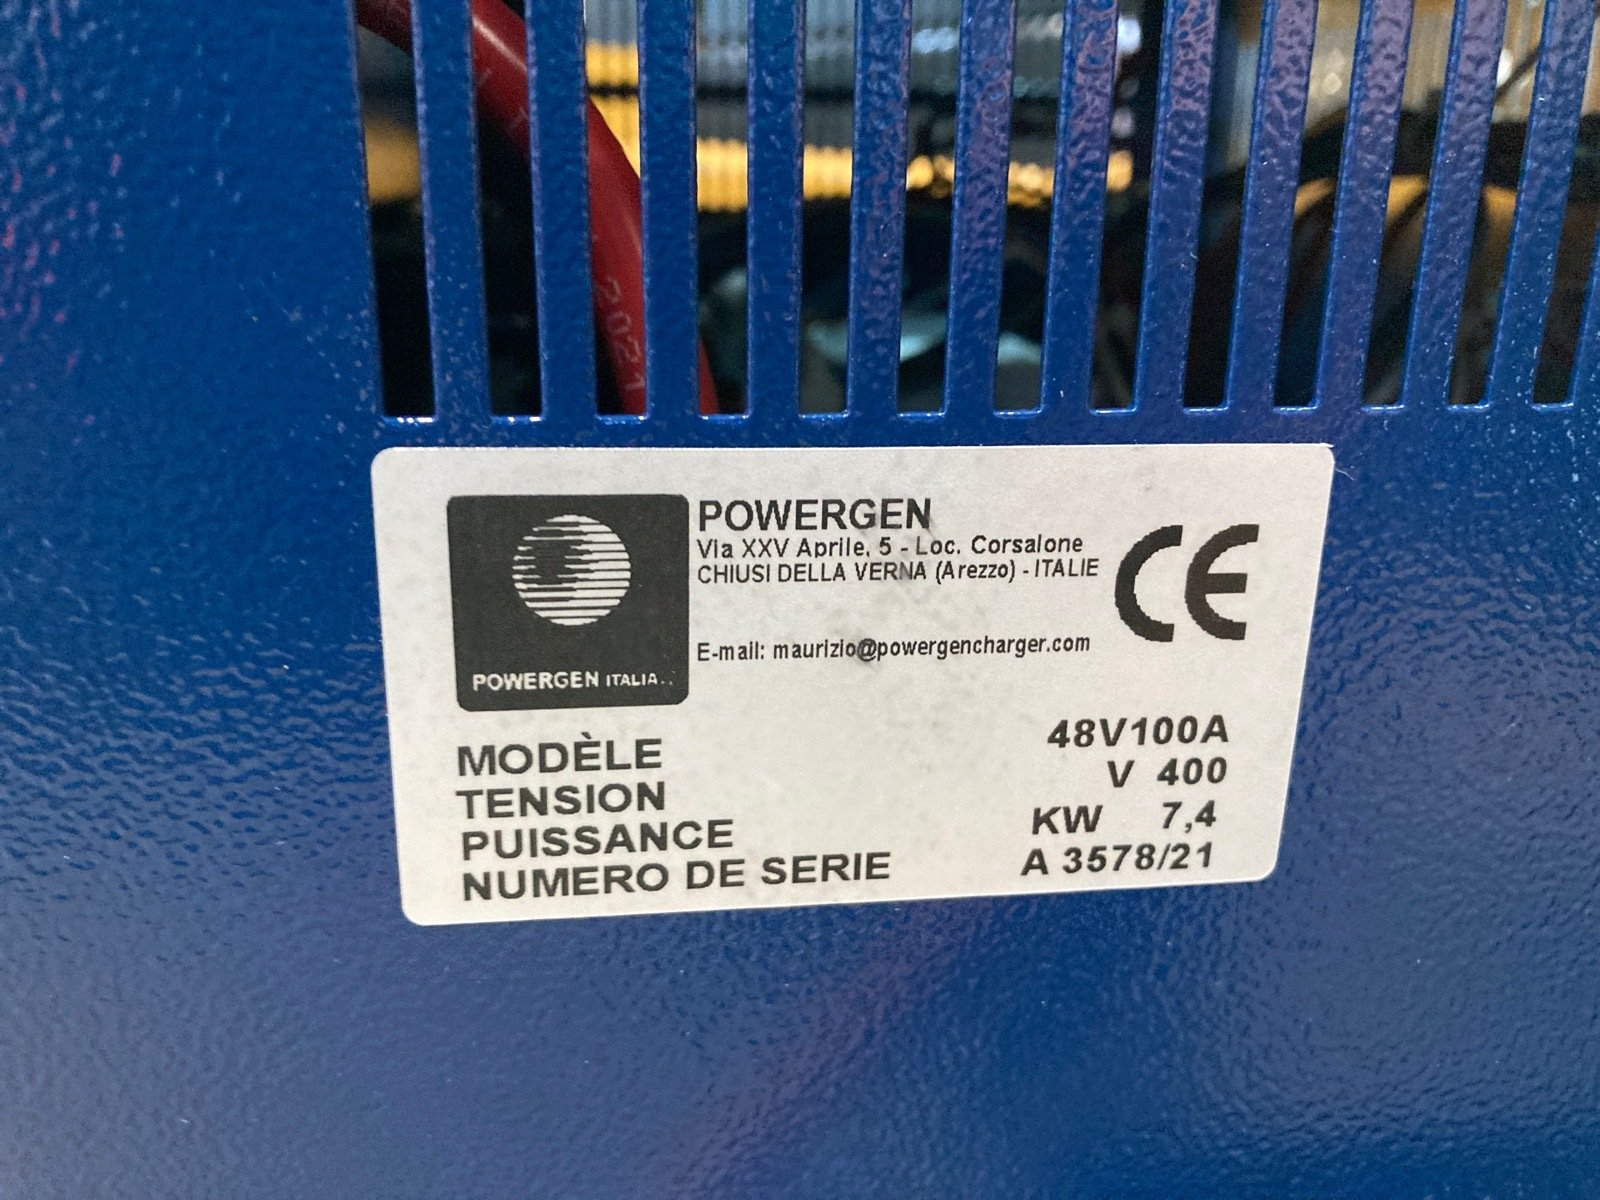 2021
POWERGEN
Via XXV Aprile, 5 - Loc. Corsalone
CHIUSI DELLA VERNA (Arezzo) - ITALIE
CE
E-mail: maurizio@powergencharger.com
POWERGEN ITALIA..
MODÈLE 48V100A
TENSION V 400
PUISSANCE KW 7,4
NUMERO DE SERIE A 3578/21